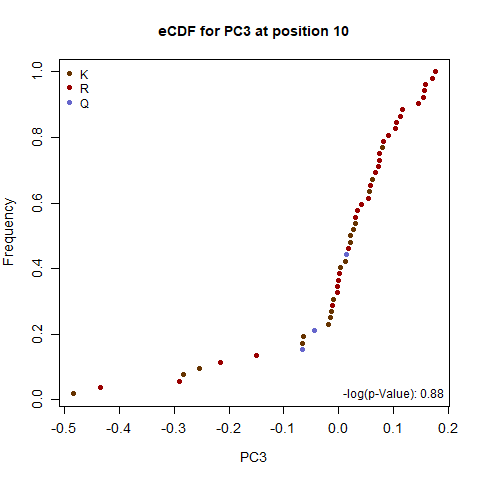 eCDF for PC3 at position 10
K
R
Q
Frequency
1.0
0.8
0.6
0.4
0.2
0.0
-log(p-Value): 0.88
-0.5 -0.4 -0.3 -0.2 -0.1 0.0 0.1 0.2
PC3